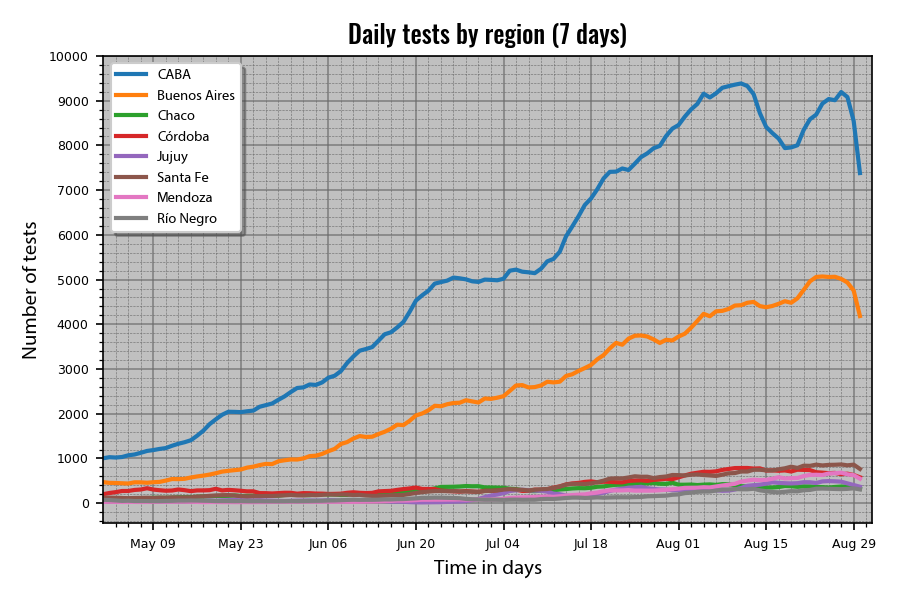 Daily tests by region (7 days)
10000
9000
8000
7000
6000
5000
4000
3000
2000
1000
0
Number of tests
CABA
Buenos Aires
Chaco
Córdoba
Jujuy
Santa Fe
Mendoza
Río Negro
May 09 May 23 Jun 06 Jun 20 Jul 04 Jul 18 Aug 01 Aug 15 Aug 29
Time in days